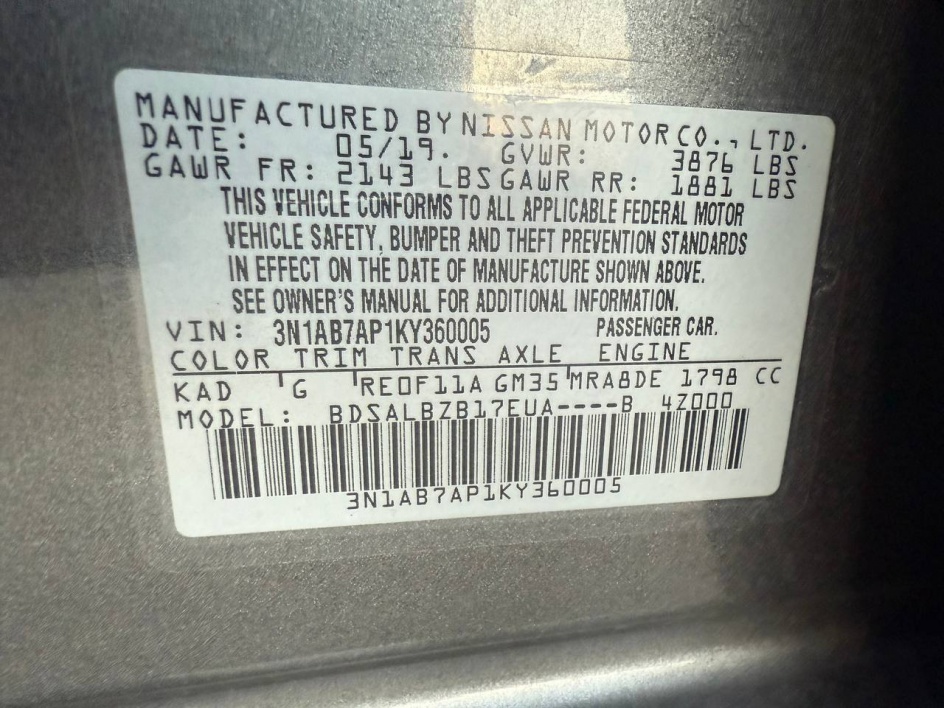 MANUFACTURED BY NISSAN MOTOR CO., LTD.
DATE: 05/19. GVWR: 3876 LBS
GAWR FR: 2143 LBS GAWR RR: 1881 LBS
THIS VEHICLE CONFORMS TO ALL APPLICABLE FEDERAL MOTOR
VEHICLE SAFETY, BUMPER AND THEFT PREVENTION STANDARDS
IN EFFECT ON THE DATE OF MANUFACTURE SHOWN ABOVE.
SEE OWNER'S MANUAL FOR ADDITIONAL INFORMATION.
VIN: 3N1AB7AP1KY360005 PASSENGER CAR.
COLOR TRIM TRANS AXLE ENGINE
KAD G RE0F11A GM35 MRA8DE 1798 CC
MODEL: BDSALBZB17EUA----B 4Z000
3N1AB7AP1KY360005